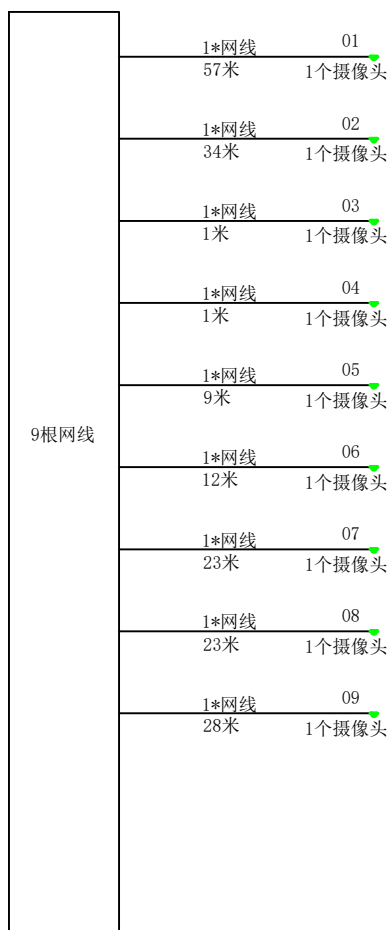 1*网线 01
57米 1个摄像头
1*网线 02
34米 1个摄像头
1*网线 03
1米 1个摄像头
1*网线 04
1米 1个摄像头
1*网线 05
9米 1个摄像头
9根网线
1*网线 06
12米 1个摄像头
1*网线 07
23米 1个摄像头
1*网线 08
23米 1个摄像头
1*网线 09
28米 1个摄像头